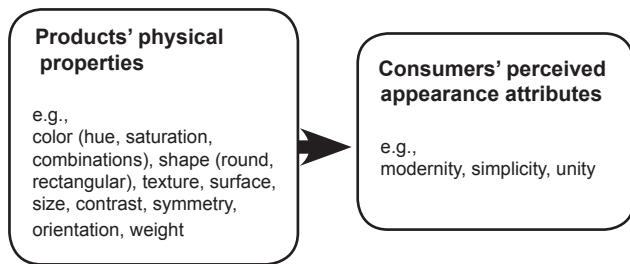 Products’ physical
properties
e.g.,
color (hue, saturation,
combinations), shape (round,
rectangular), texture, surface,
size, contrast, symmetry,
orientation, weight
Consumers’ perceived
appearance attributes
e.g.,
modernity, simplicity, unity